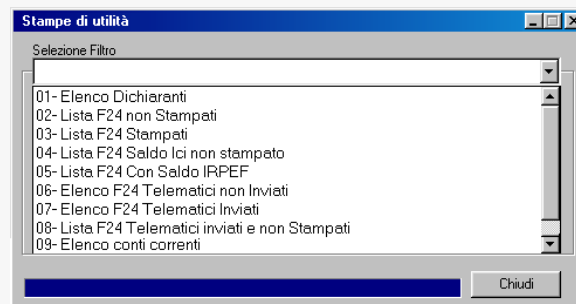 Stampe di utilità
Selezione Filtro
01- Elenco Dichiaranti
02- Lista F24 non Stampati
03- Lista F24 Stampati
04- Lista F24 Saldo Ici non stampato
05- Lista F24 Con Saldo IRPEF
06- Elenco F24 Telematici non Inviati
07- Elenco F24 Telematici Inviati
08- Lista F24 Telematici inviati e non Stampati
09- Elenco conti correnti
Chiudi